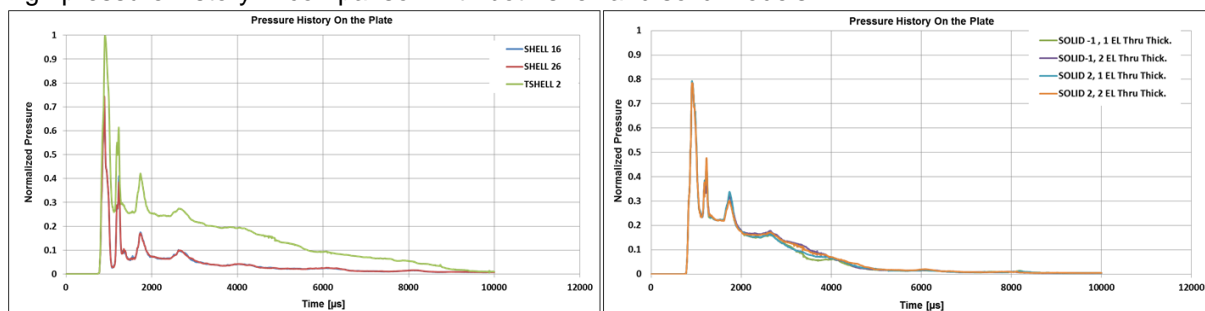 Pressure History On the Plate
Normalized Pressure
1
0.9
0.8
0.7
0.6
0.5
0.4
0.3
0.2
0.1
0
0 2000 4000 6000 8000 10000 12000
Time [µs]
SHELL 16
SHELL 26
TSHELL 2
Pressure History On the Plate
Normalized Pressure
1
0.9
0.8
0.7
0.6
0.5
0.4
0.3
0.2
0.1
0
0 2000 4000 6000 8000 10000 12000
Time [µs]
SOLID -1 , 1 EL Thru Thick.
SOLID-1, 2 EL Thru Thick.
SOLID 2, 1 EL Thru Thick.
SOLID 2, 2 EL Thru Thick.